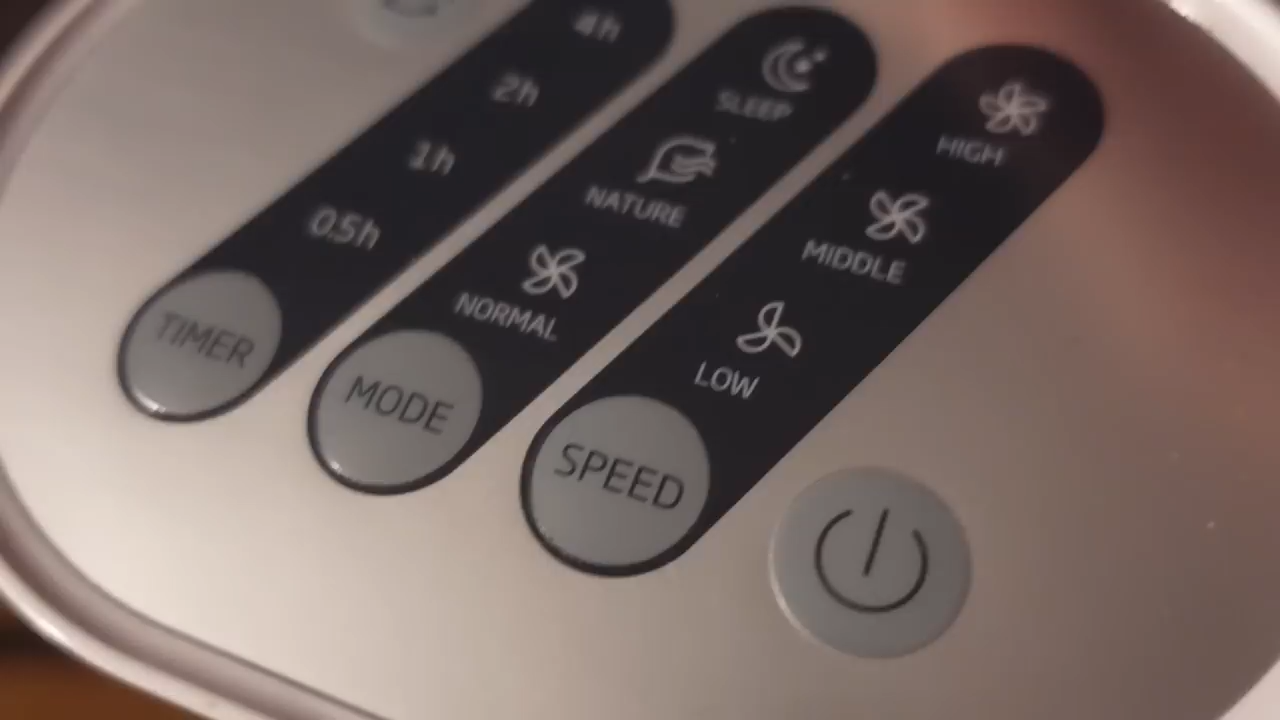 4h
2h
1h
0.5h
TIMER
SLEEP
NATURE
NORMAL
MODE
HIGH
MIDDLE
LOW
SPEED